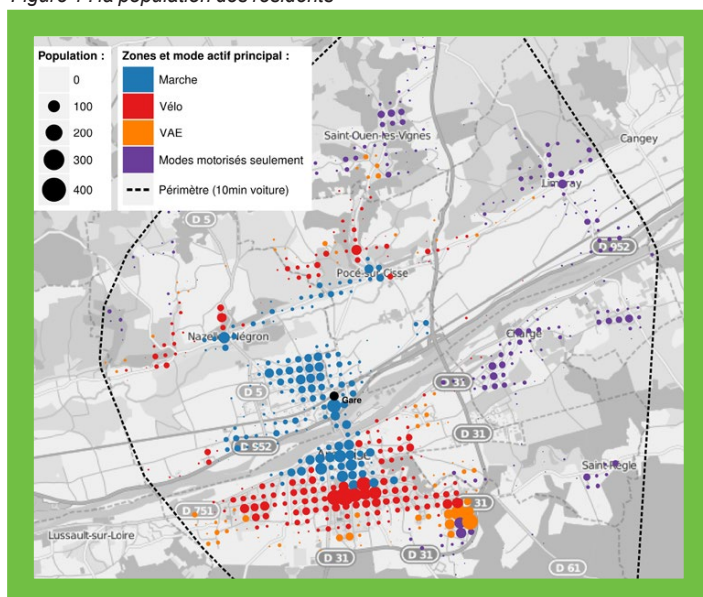 Figure 1 : la population des résidents
Population :
0
100
200
300
400
Zones et mode actif principal :
Marche
Vélo
VAE
Modes motorisés seulement
Périmètre (10min voiture)
Saint-Ouen-les-Vignes
Cangey
Limeray
D 5
D 952
Pocé-sur-Cisse
Nazelles-Négron
Chargé
D 5
D 31
Gare
D 31
D 952
Saint-Règle
D 751
31
Lussault-sur-Loire
D 31
D 31
D 61